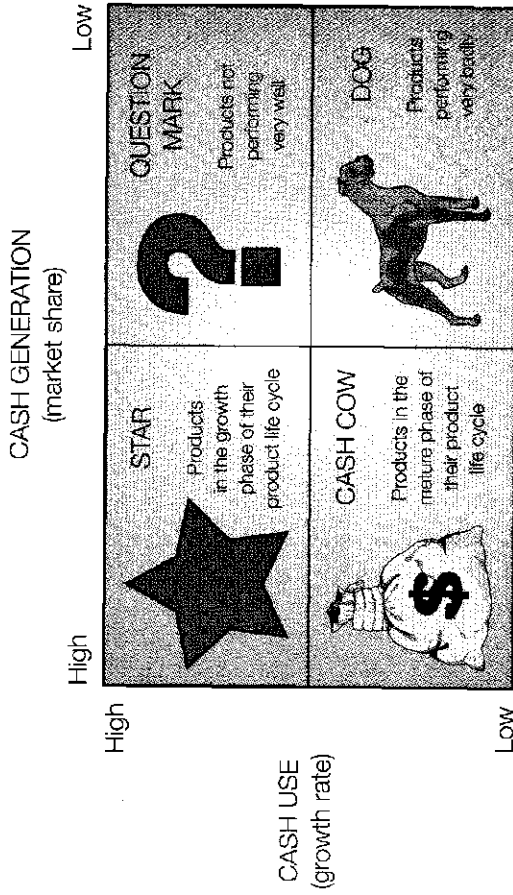 CASH GENERATION
(market share)
High
Low
CASH USE
(growth rate)
High
Low
STAR
Products
in the growth
phase of their
product life cycle
QUESTION
MARK
Products not
performing
very well
CASH COW
Products in the
mature phase of
their product
life cycle
$
DOG
Products
performing
very badly